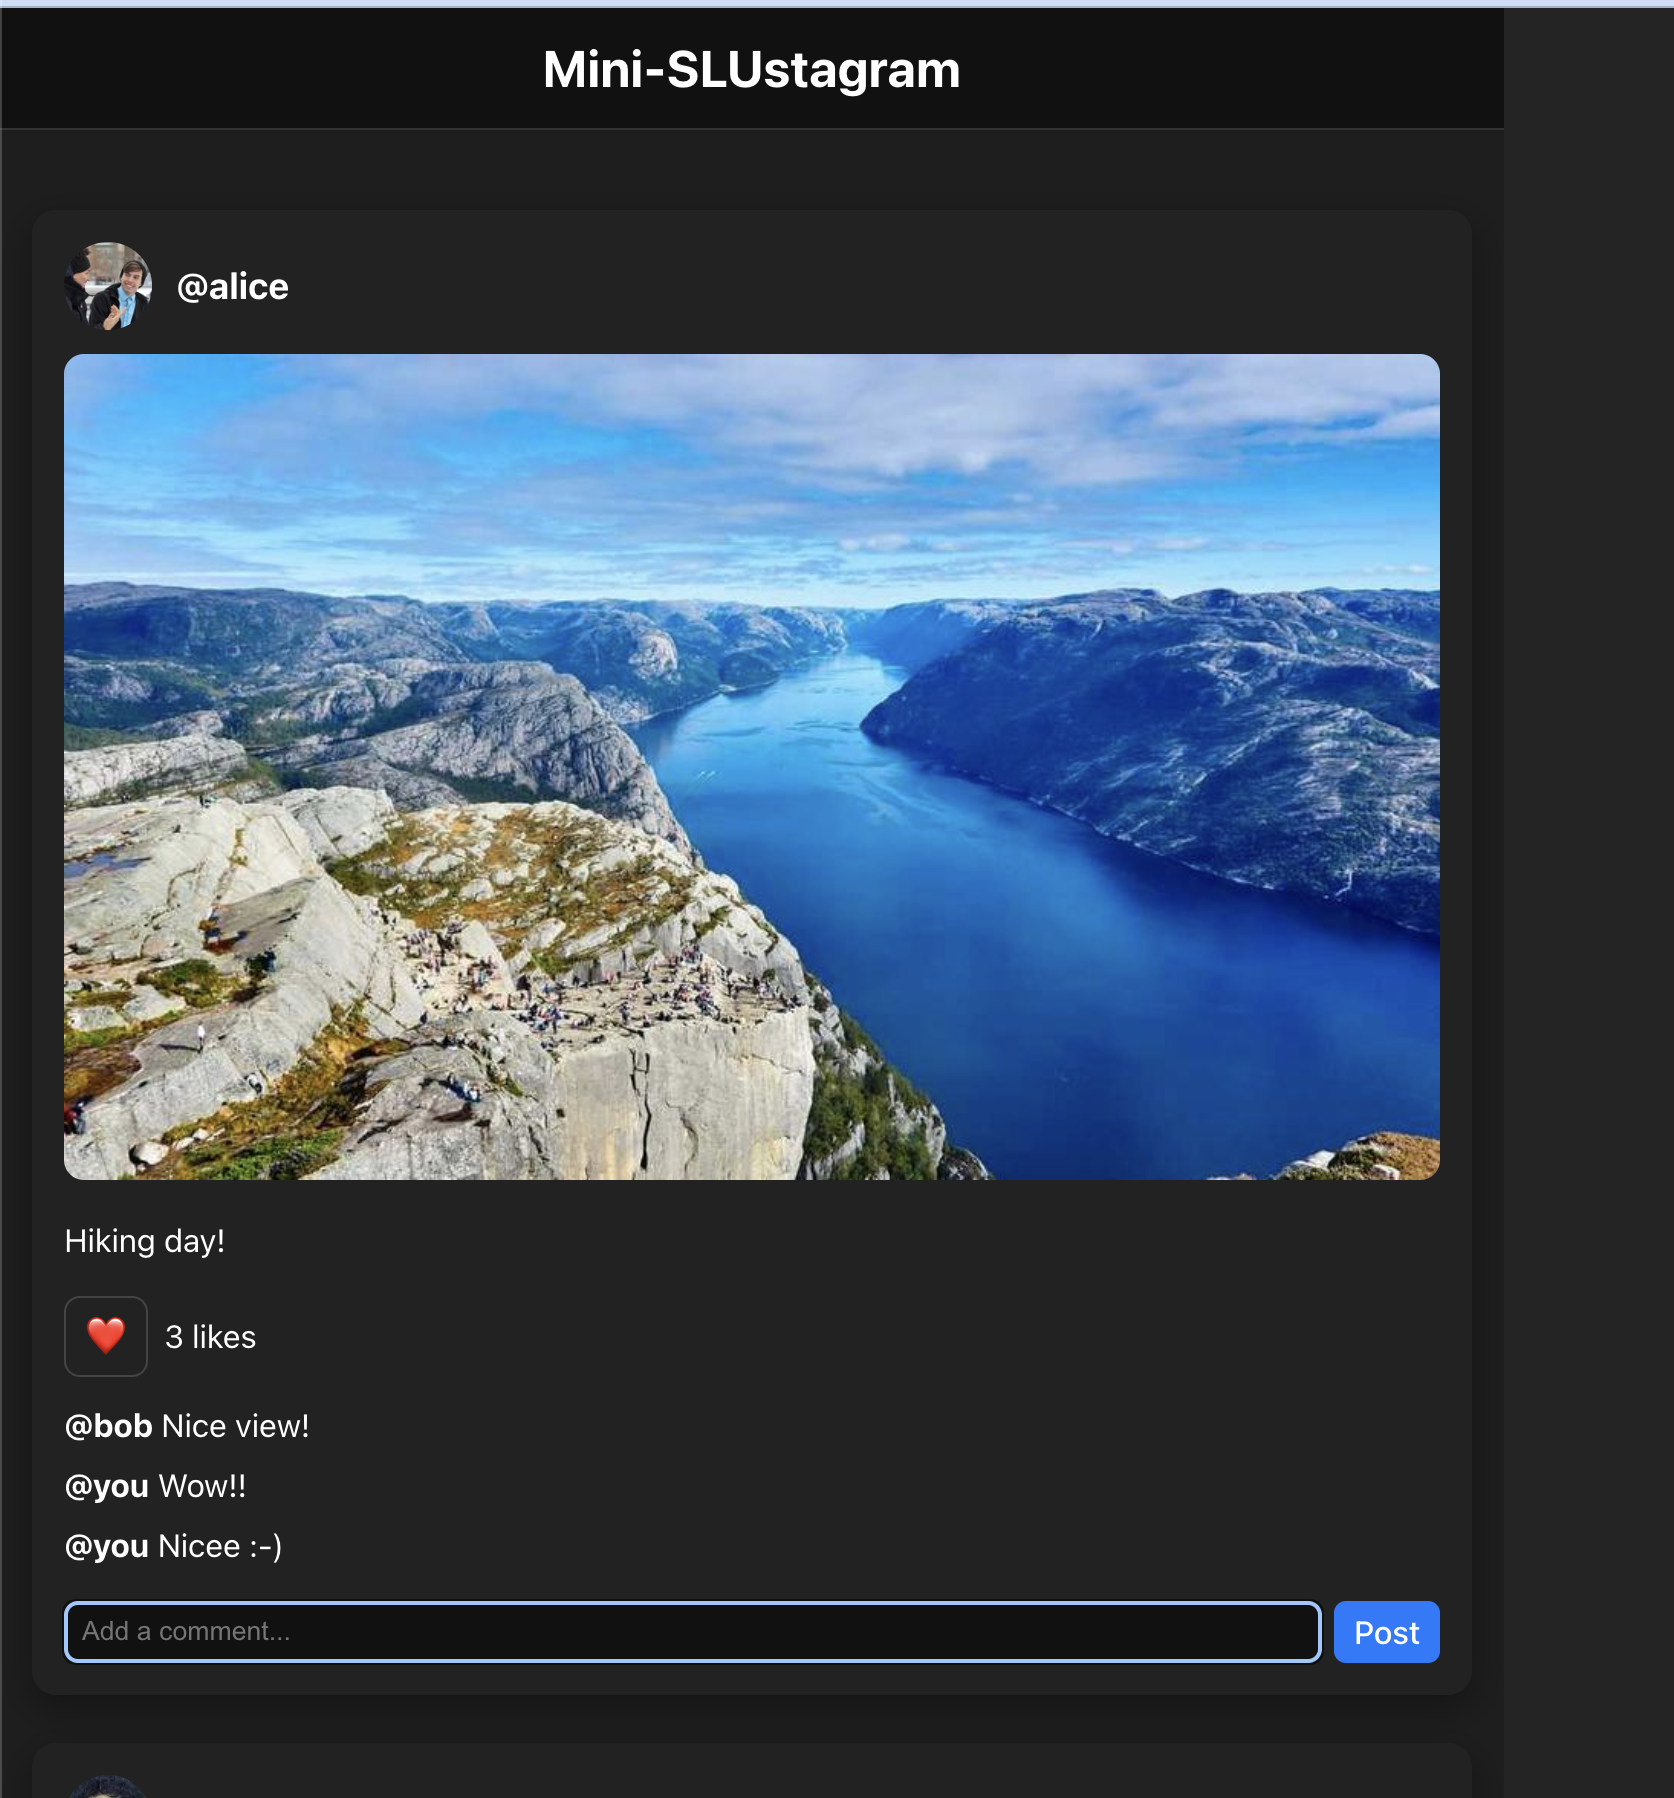 Mini-SLUstagram
@alice
Hiking day!
❤️ 3 likes
@bob Nice view!
@you Wow!!
@you Nicee :-)
Add a comment...
Post